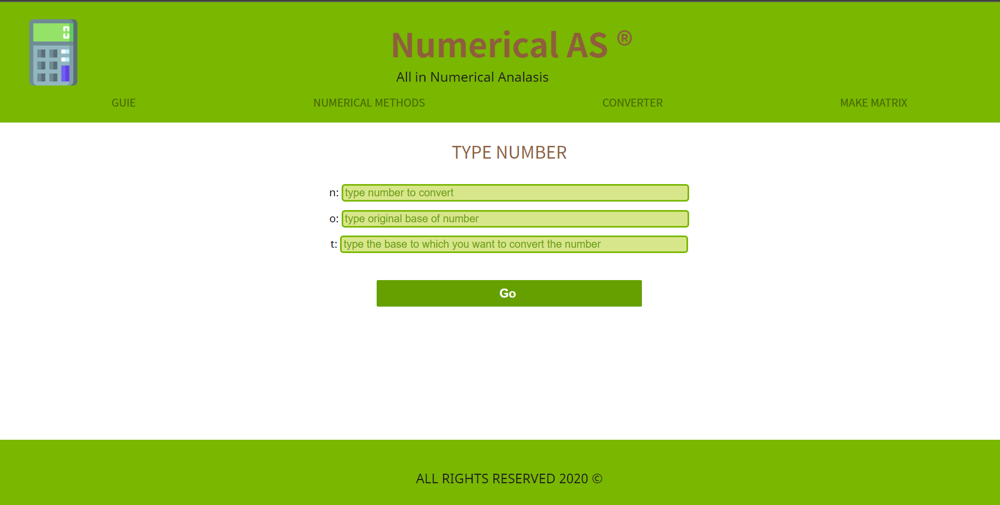 0
Numerical AS ®
All in Numerical Analasis
GUIE
NUMERICAL METHODS
CONVERTER
MAKE MATRIX
TYPE NUMBER
n: type number to convert
o: type original base of number
t: type the base to which you want to convert the number
Go
ALL RIGHTS RESERVED 2020 ©